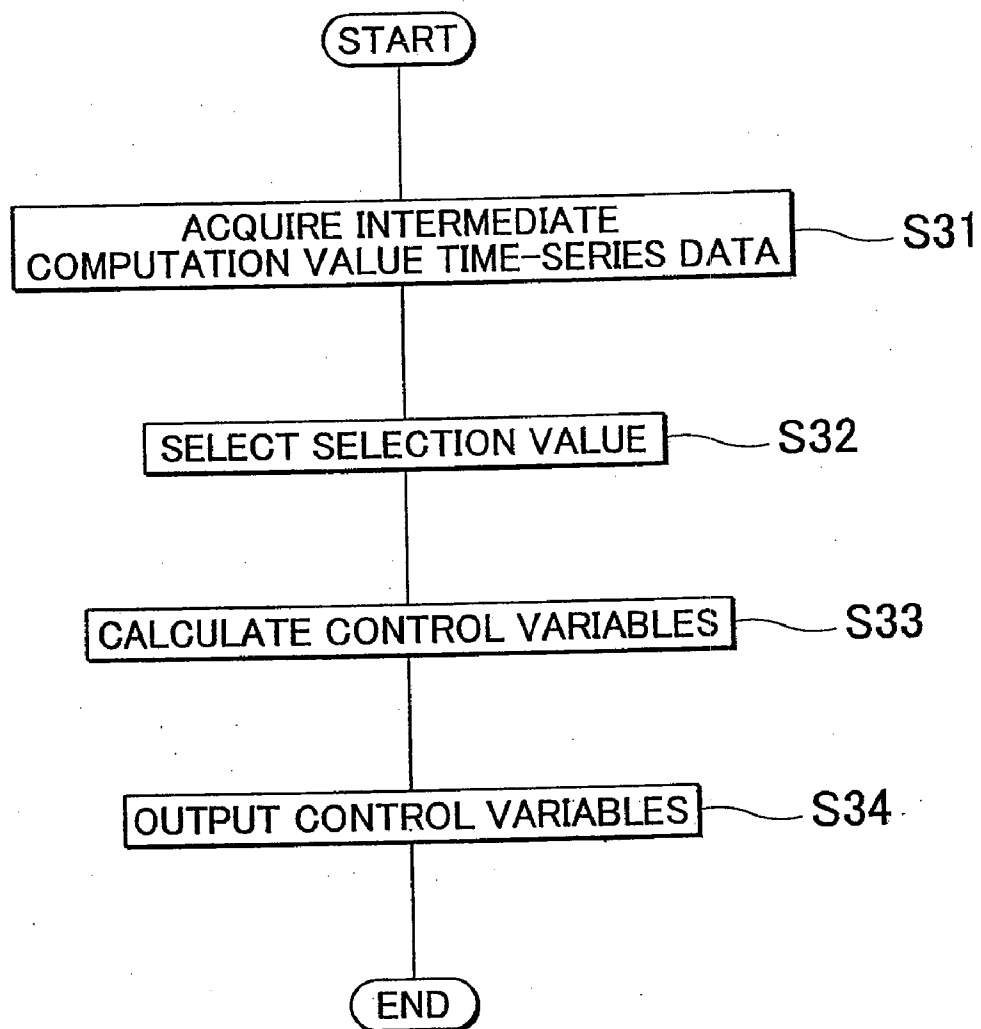 START
ACQUIRE INTERMEDIATE
COMPUTATION VALUE TIME-SERIES DATA
S31
SELECT SELECTION VALUE
S32
CALCULATE CONTROL VARIABLES
S33
OUTPUT CONTROL VARIABLES
S34
END